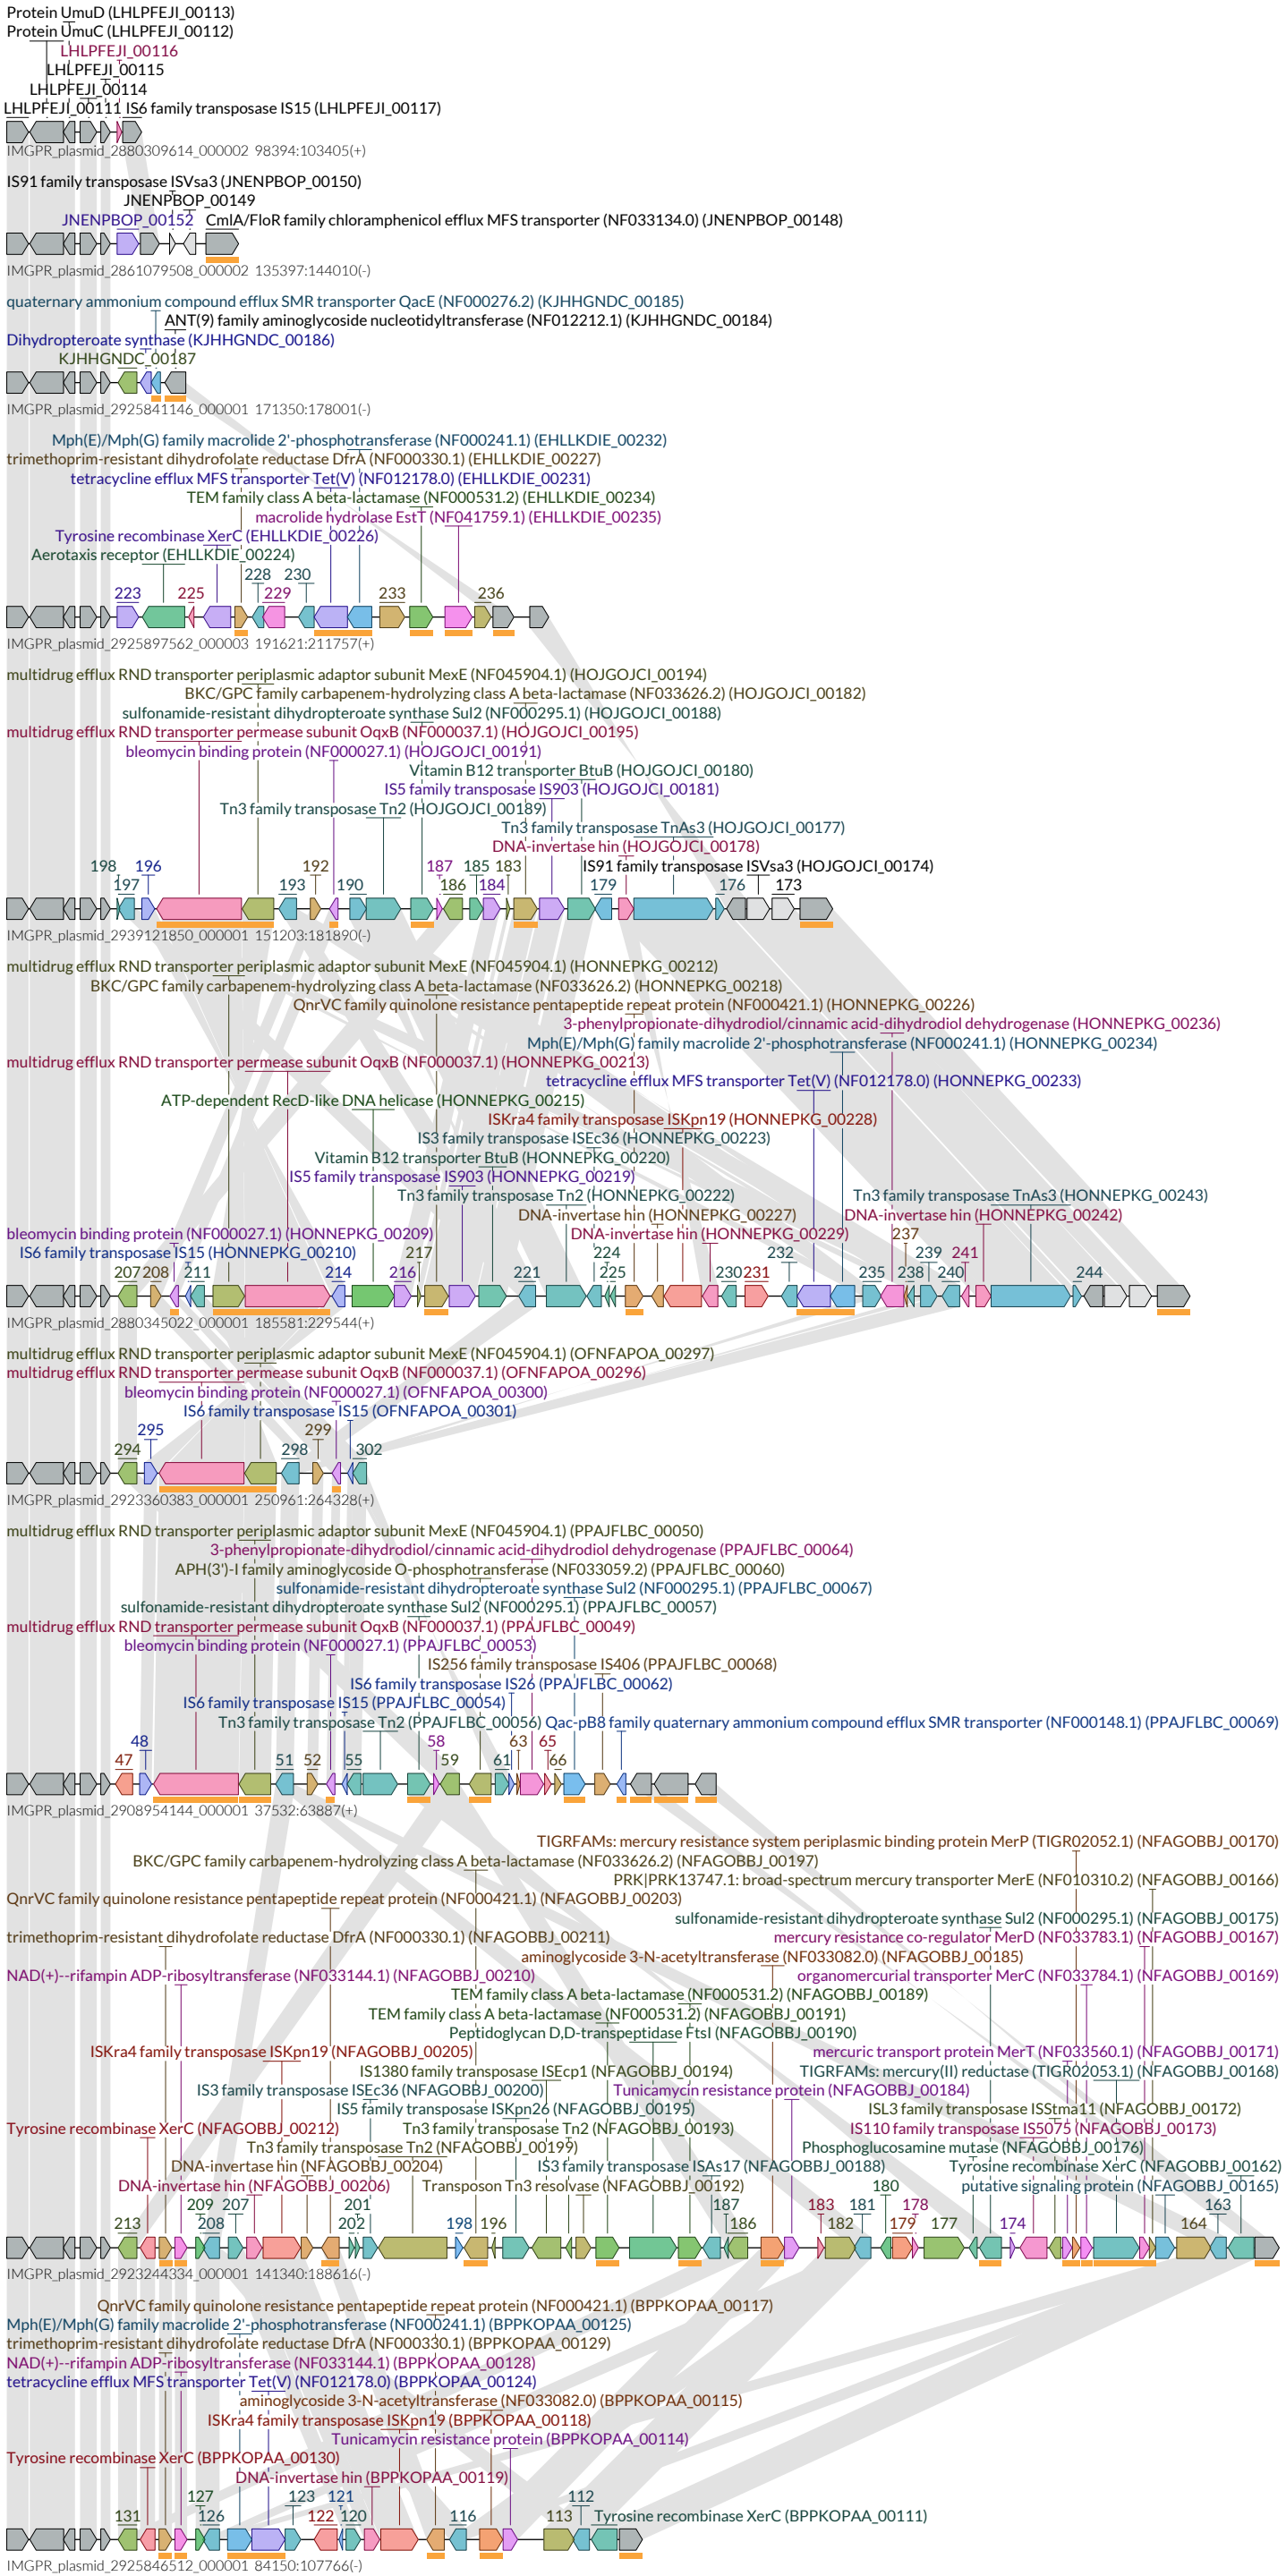 Protein UmuD (LHLPFEJI_00113)
Protein UmuC (LHLPFEJI_00112)
LHLPFEJI_00116
LHLPFEJI_00115
LHLPFEJI_00114
LHLPFEJI_00111 IS6 family transposase IS15 (LHLPFEJI_00117)
IMGPR_plasmid_2880309614_000002 98394:103405(+)
IS91 family transposase ISVsa3 (JNENPBOP_00150)
JNENPBOP_00149
JNENPBOP_00152 CmlA/FloR family chloramphenicol efflux MFS transporter (NF033134.0) (JNENPBOP_00148)
IMGPR_plasmid_2861079508_000002 135397:144010(-)
quaternary ammonium compound efflux SMR transporter QacE (NF000276.2) (KJHHGNDC_00185)
ANT(9) family aminoglycoside nucleotidyltransferase (NF012212.1) (KJHHGNDC_00184)
Dihydropteroate synthase (KJHHGNDC_00186)
KJHHGNDC_00187
IMGPR_plasmid_2925841146_000001 171350:178001(-)
Mph(E)/Mph(G) family macrolide 2'-phosphotransferase (NF000241.1) (EHLLKDIE_00232)
trimethoprim-resistant dihydrofolate reductase DfrA (NF000330.1) (EHLLKDIE_00227)
tetracycline efflux MFS transporter Tet(V) (NF012178.0) (EHLLKDIE_00231)
TEM family class A beta-lactamase (NF000531.2) (EHLLKDIE_00234)
macrolide hydrolase EstT (NF041759.1) (EHLLKDIE_00235)
Tyrosine recombinase XerC (EHLLKDIE_00226)
Aerotaxis receptor (EHLLKDIE_00224)
228 230
223 225 229 233 236
IMGPR_plasmid_2925897562_000003 191621:211757(+)
multidrug efflux RND transporter periplasmic adaptor subunit MexE (NF045904.1) (HOJGOJCI_00194)
BKC/GPC family carbapenem-hydrolyzing class A beta-lactamase (NF033626.2) (HOJGOJCI_00182)
sulfonamide-resistant dihydropteroate synthase Sul2 (NF000295.1) (HOJGOJCI_00188)
multidrug efflux RND transporter permease subunit OqxB (NF000037.1) (HOJGOJCI_00195)
bleomycin binding protein (NF000027.1) (HOJGOJCI_00191)
Vitamin B12 transporter BtuB (HOJGOJCI_00180)
IS5 family transposase IS903 (HOJGOJCI_00181)
Tn3 family transposase Tn2 (HOJGOJCI_00189)
Tn3 family transposase TnAs3 (HOJGOJCI_00177)
DNA-invertase hin (HOJGOJCI_00178)
198 196 192 187 185 183 IS91 family transposase ISVsa3 (HOJGOJCI_00174)
197 193 190 186 184 179 176 173
IMGPR_plasmid_2939121850_000001 151203:181890(-)
multidrug efflux RND transporter periplasmic adaptor subunit MexE (NF045904.1) (HONNEPKG_00212)
BKC/GPC family carbapenem-hydrolyzing class A beta-lactamase (NF033626.2) (HONNEPKG_00218)
QnrVC family quinolone resistance pentapeptide repeat protein (NF000421.1) (HONNEPKG_00226)
3-phenylpropionate-dihydrodiol/cinnamic acid-dihydrodiol dehydrogenase (HONNEPKG_00236)
Mph(E)/Mph(G) family macrolide 2'-phosphotransferase (NF000241.1) (HONNEPKG_00234)
multidrug efflux RND transporter permease subunit OqxB (NF000037.1) (HONNEPKG_00213)
tetracycline efflux MFS transporter Tet(V) (NF012178.0) (HONNEPKG_00233)
ATP-dependent RecD-like DNA helicase (HONNEPKG_00215)
ISKra4 family transposase ISKpn19 (HONNEPKG_00228)
IS3 family transposase ISEc36 (HONNEPKG_00223)
Vitamin B12 transporter BtuB (HONNEPKG_00220)
IS5 family transposase IS903 (HONNEPKG_00219)
Tn3 family transposase Tn2 (HONNEPKG_00222) Tn3 family transposase TnAs3 (HONNEPKG_00243)
DNA-invertase hin (HONNEPKG_00227) DNA-invertase hin (HONNEPKG_00242)
bleomycin binding protein (NF000027.1) (HONNEPKG_00209) DNA-invertase hin (HONNEPKG_00229) 237
IS6 family transposase IS15 (HONNEPKG_00210) 217 224 232 239 241
207 208 211 214 216 221 225 230 231 235 238 240 244
IMGPR_plasmid_2880345022_000001 185581:229544(+)
multidrug efflux RND transporter periplasmic adaptor subunit MexE (NF045904.1) (OFNFAPOA_00297)
multidrug efflux RND transporter permease subunit OqxB (NF000037.1) (OFNFAPOA_00296)
bleomycin binding protein (NF000027.1) (OFNFAPOA_00300)
IS6 family transposase IS15 (OFNFAPOA_00301)
295 299
294 298 302
IMGPR_plasmid_2923360383_000001 250961:264328(+)
multidrug efflux RND transporter periplasmic adaptor subunit MexE (NF045904.1) (PPAJFLBC_00050)
3-phenylpropionate-dihydrodiol/cinnamic acid-dihydrodiol dehydrogenase (PPAJFLBC_00064)
APH(3')-I family aminoglycoside O-phosphotransferase (NF033059.2) (PPAJFLBC_00060)
sulfonamide-resistant dihydropteroate synthase Sul2 (NF000295.1) (PPAJFLBC_00067)
sulfonamide-resistant dihydropteroate synthase Sul2 (NF000295.1) (PPAJFLBC_00057)
multidrug efflux RND transporter permease subunit OqxB (NF000037.1) (PPAJFLBC_00049)
bleomycin binding protein (NF000027.1) (PPAJFLBC_00053)
IS256 family transposase IS406 (PPAJFLBC_00068)
IS6 family transposase IS26 (PPAJFLBC_00062)
IS6 family transposase IS15 (PPAJFLBC_00054)
Tn3 family transposase Tn2 (PPAJFLBC_00056) Qac-pB8 family quaternary ammonium compound efflux SMR transporter (NF000148.1) (PPAJFLBC_00069)
48 58 63 65
47 51 52 55 59 61 66
IMGPR_plasmid_2908954144_000001 37532:63887(+)
TIGRFAMs: mercury resistance system periplasmic binding protein MerP (TIGR02052.1) (NFAGOBBJ_00170)
BKC/GPC family carbapenem-hydrolyzing class A beta-lactamase (NF033626.2) (NFAGOBBJ_00197)
PRK|PRK13747.1: broad-spectrum mercury transporter MerE (NF010310.2) (NFAGOBBJ_00166)
QnrVC family quinolone resistance pentapeptide repeat protein (NF000421.1) (NFAGOBBJ_00203)
sulfonamide-resistant dihydropteroate synthase Sul2 (NF000295.1) (NFAGOBBJ_00175)
trimethoprim-resistant dihydrofolate reductase DfrA (NF000330.1) (NFAGOBBJ_00211) mercury resistance co-regulator MerD (NF033783.1) (NFAGOBBJ_00167)
aminoglycoside 3-N-acetyltransferase (NF033082.0) (NFAGOBBJ_00185)
NAD(+)--rifampin ADP-ribosyltransferase (NF033144.1) (NFAGOBBJ_00210) organomercurial transporter MerC (NF033784.1) (NFAGOBBJ_00169)
TEM family class A beta-lactamase (NF000531.2) (NFAGOBBJ_00189)
TEM family class A beta-lactamase (NF000531.2) (NFAGOBBJ_00191)
Peptidoglycan D,D-transpeptidase FtsI (NFAGOBBJ_00190)
ISKra4 family transposase ISKpn19 (NFAGOBBJ_00205) mercuric transport protein MerT (NF033560.1) (NFAGOBBJ_00171)
IS1380 family transposase ISEcp1 (NFAGOBBJ_00194) TIGRFAMs: mercury(II) reductase (TIGR02053.1) (NFAGOBBJ_00168)
IS3 family transposase ISEc36 (NFAGOBBJ_00200) Tunicamycin resistance protein (NFAGOBBJ_00184)
IS5 family transposase ISKpn26 (NFAGOBBJ_00195) ISL3 family transposase ISStma11 (NFAGOBBJ_00172)
Tyrosine recombinase XerC (NFAGOBBJ_00212) Tn3 family transposase Tn2 (NFAGOBBJ_00193) IS110 family transposase IS5075 (NFAGOBBJ_00173)
Tn3 family transposase Tn2 (NFAGOBBJ_00199) Phosphoglucosamine mutase (NFAGOBBJ_00176)
DNA-invertase hin (NFAGOBBJ_00204) IS3 family transposase ISAs17 (NFAGOBBJ_00188) Tyrosine recombinase XerC (NFAGOBBJ_00162)
DNA-invertase hin (NFAGOBBJ_00206) Transposon Tn3 resolvase (NFAGOBBJ_00192) 180 putative signaling protein (NFAGOBBJ_00165)
209 207 201 187 183 181 178 163
213 208 202 198 196 186 182 179 177 174 164
IMGPR_plasmid_2923244334_000001 141340:188616(-)
QnrVC family quinolone resistance pentapeptide repeat protein (NF000421.1) (BPPKOPAA_00117)
Mph(E)/Mph(G) family macrolide 2'-phosphotransferase (NF000241.1) (BPPKOPAA_00125)
trimethoprim-resistant dihydrofolate reductase DfrA (NF000330.1) (BPPKOPAA_00129)
NAD(+)--rifampin ADP-ribosyltransferase (NF033144.1) (BPPKOPAA_00128)
tetracycline efflux MFS transporter Tet(V) (NF012178.0) (BPPKOPAA_00124)
aminoglycoside 3-N-acetyltransferase (NF033082.0) (BPPKOPAA_00115)
ISKra4 family transposase ISKpn19 (BPPKOPAA_00118)
Tunicamycin resistance protein (BPPKOPAA_00114)
Tyrosine recombinase XerC (BPPKOPAA_00130)
DNA-invertase hin (BPPKOPAA_00119)
127 123 121 112
131 126 122 120 116 113 Tyrosine recombinase XerC (BPPKOPAA_00111)
IMGPR_plasmid_2925846512_000001 84150:107766(-)